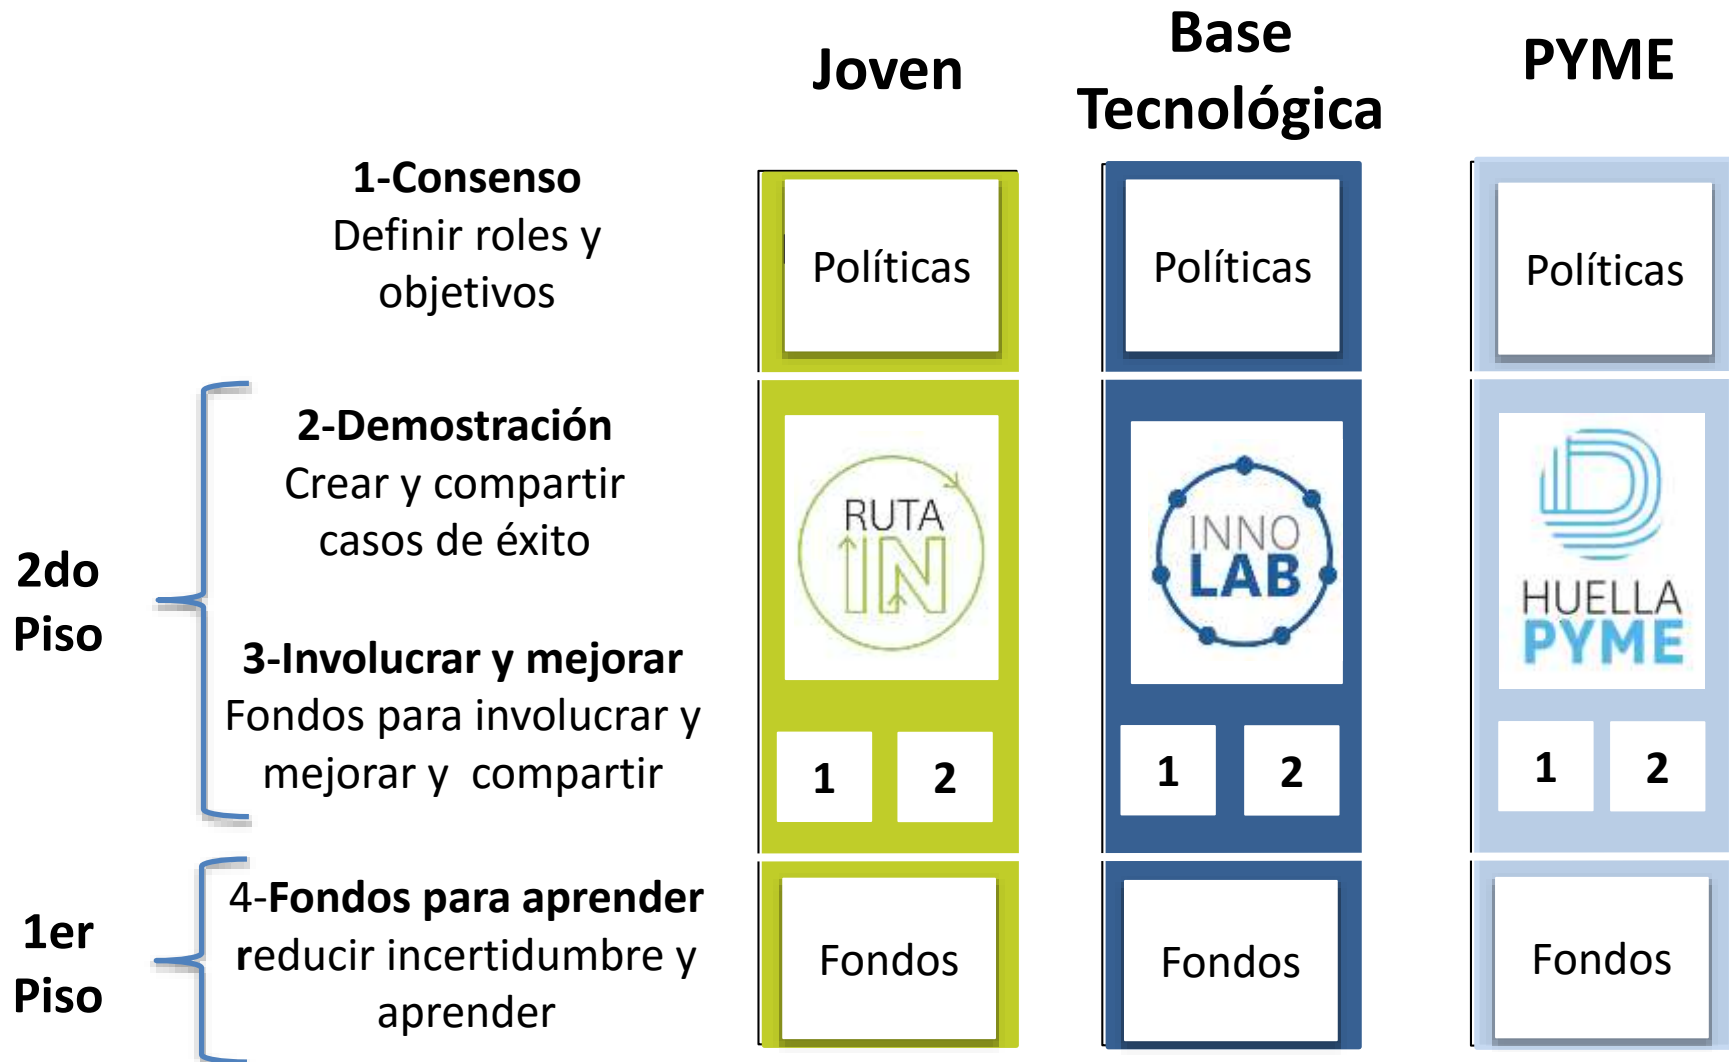 Joven
Base
Tecnológica
PYME
1-Consenso
Definir roles y
objetivos
Políticas
Políticas
Políticas
2do
Piso
2-Demostración
Crear y compartir
casos de éxito
3-Involucrar y mejorar
Fondos para involucrar y
mejorar y compartir
RUTA
IN
INNO
LAB
HUELLA
PYME
1 2
1 2
1 2
1er
Piso
4-Fondos para aprender
reducir incertidumbre y
aprender
Fondos
Fondos
Fondos